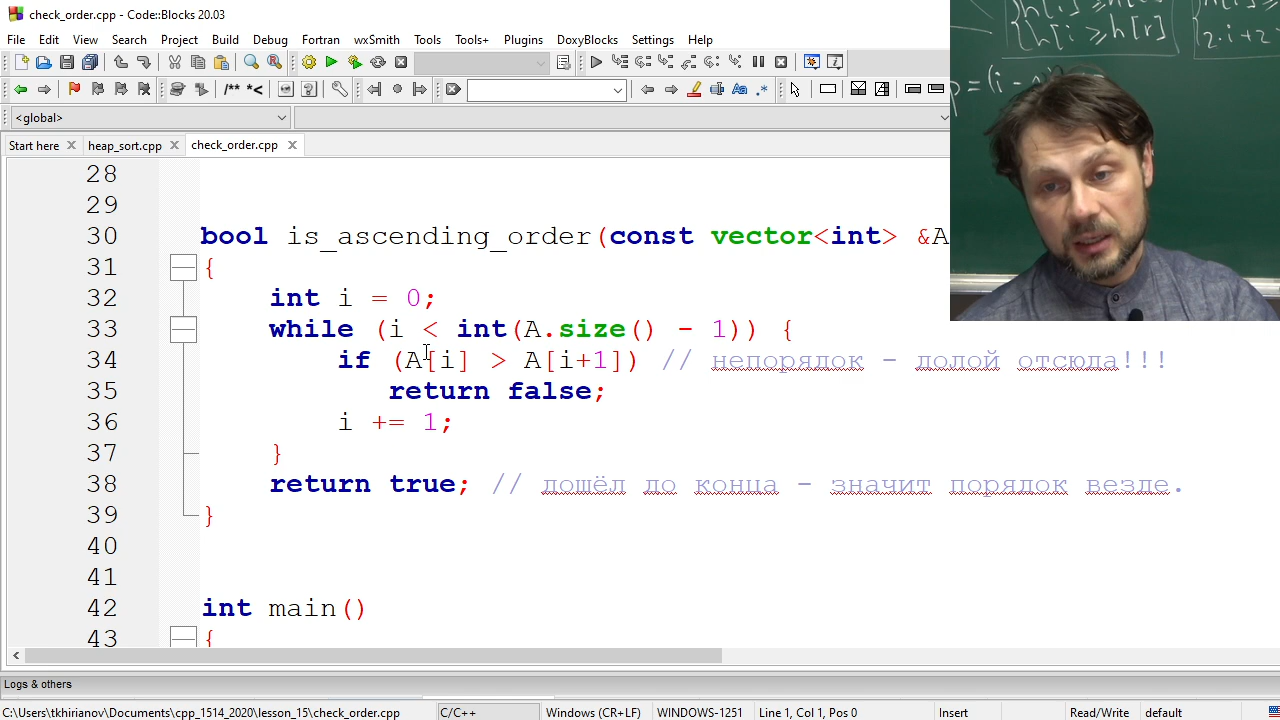 check_order.cpp - Code::Blocks 20.03
File Edit View Search Project Build Debug Fortran wxSmith Tools Tools+ Plugins DoxyBlocks Settings Help
/** *<
<global>
Start here heap_sort.cpp check_order.cpp
28
29
30 bool is_ascending_order(const vector<int> &A
31 {
32 int i = 0;
33 while (i < int(A.size() - 1)) {
34 if (A[i] > A[i+1]) // непорядок - долой отсюда!!!
35 return false;
36 i += 1;
37 }
38 return true; // дошёл до конца - значит порядок везде.
39 }
40
41
42 int main()
43 {
Logs & others
C:\Users\tkhirianov\Documents\cpp_1514_2020\lesson_15\check_order.cpp C/C++ Windows (CR+LF) WINDOWS-1251 Line 1, Col 1, Pos 0 Insert Read/Write default
h[i ≥ h[r]
2·i+2
p = (i -